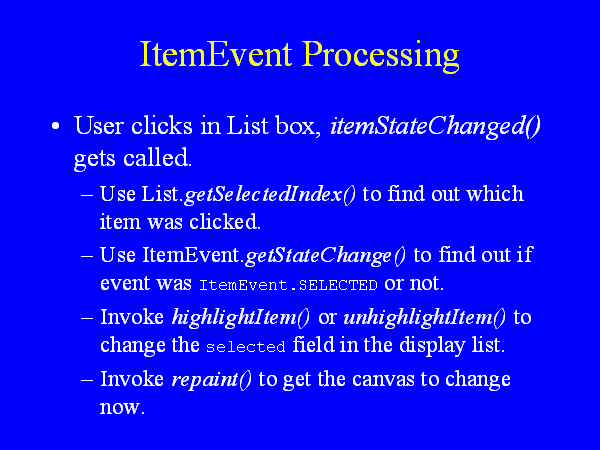 ItemEvent Processing
• User clicks in List box, itemStateChanged()
gets called.
– Use List.getSelectedIndex() to find out which
item was clicked.
– Use ItemEvent.getStateChange() to find out if
event was ItemEvent.SELECTED or not.
– Invoke highlightItem() or unhighlightItem() to
change the selected field in the display list.
– Invoke repaint() to get the canvas to change
now.